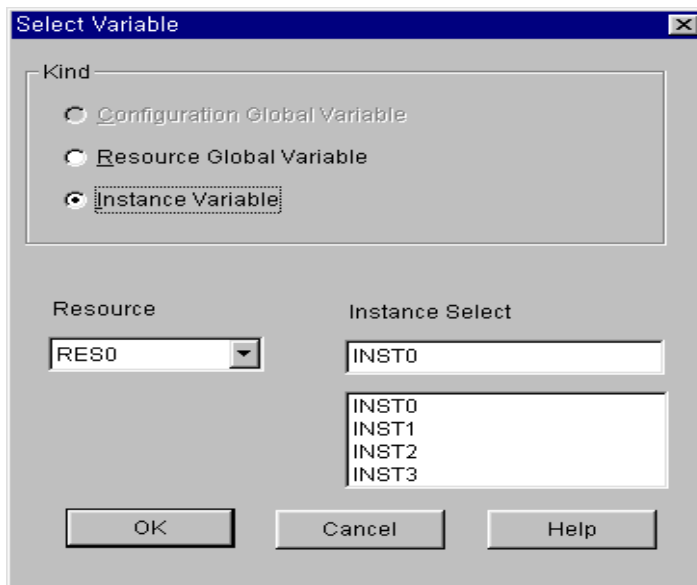 Select Variable
Kind
Configuration Global Variable
Resource Global Variable
Instance Variable
Resource
Instance Select
RES0
INST0
INST0
INST1
INST2
INST3
OK
Cancel
Help